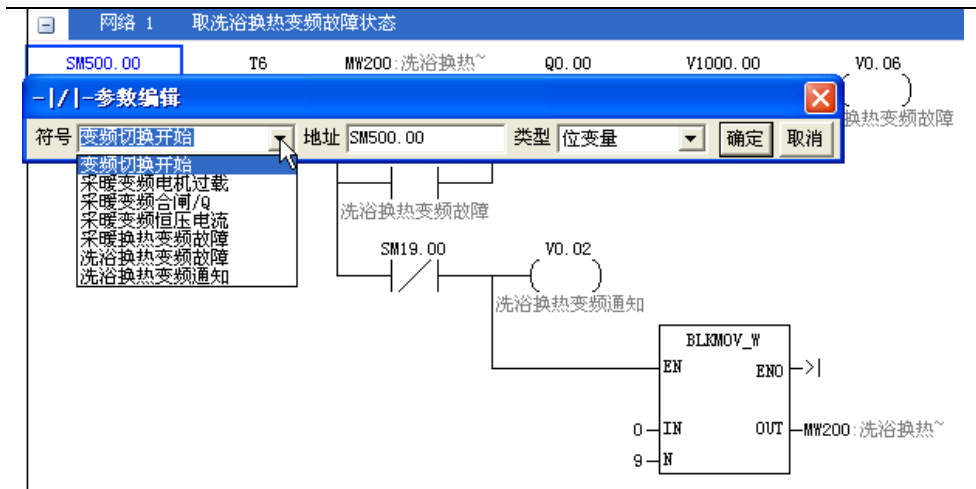 网络 1 取洗浴换热变频故障状态
SM500.00 T6 MW200:洗浴换热~ Q0.00 V1000.00 V0.06
-|/|-参数编辑
换热变频故障
符号 变频切换开始 地址 SM500.00 类型 位变量 确定 取消
变频切换开始
采暖变频电机过载
采暖变频合闸/Q
采暖变频恒压电流
采暖换热变频故障
洗浴换热变频故障
洗浴换热变频通知
洗浴换热变频故障
SM19.00 V0.02
洗浴换热变频通知
BLKMOV_W
EN ENO
0 IN OUT MW200:洗浴换热~
9 N